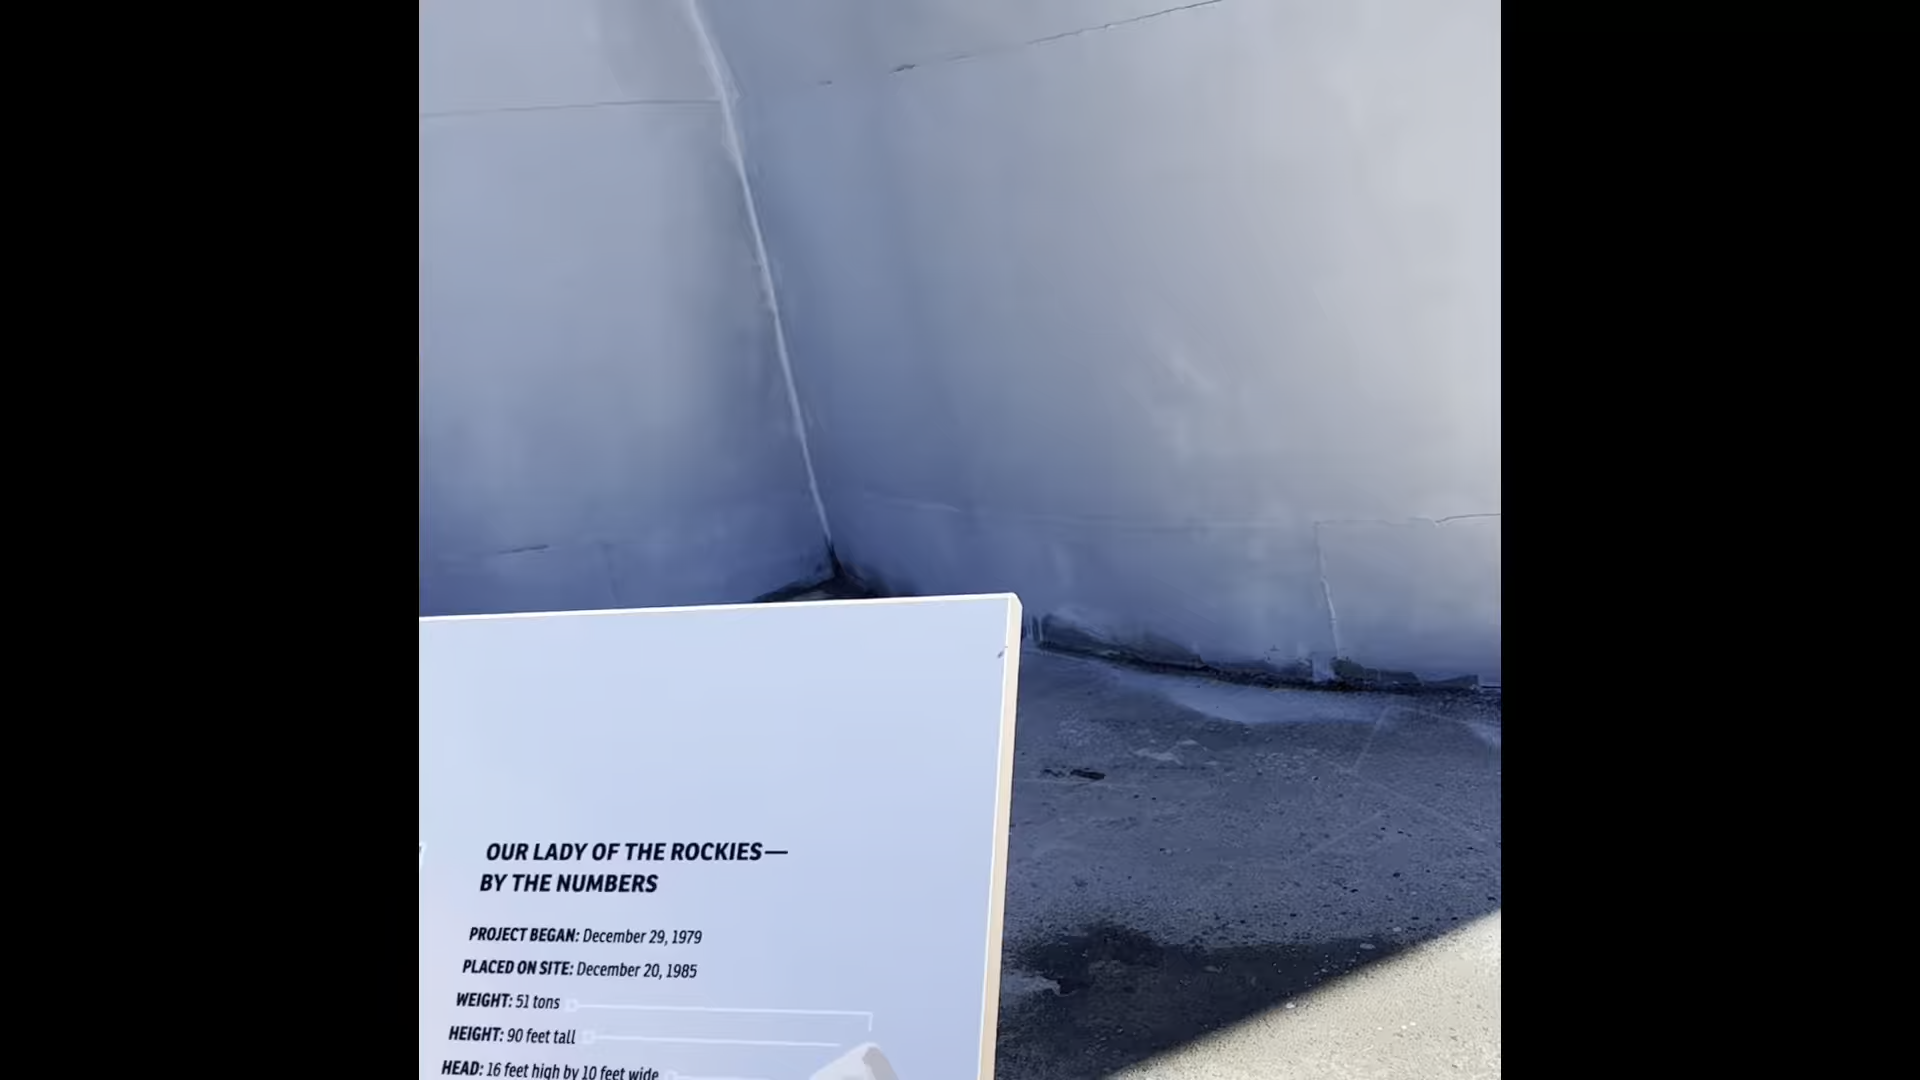 OUR LADY OF THE ROCKIES—
BY THE NUMBERS
PROJECT BEGAN: December 29, 1979
PLACED ON SITE: December 20, 1985
WEIGHT: 51 tons
HEIGHT: 90 feet tall
HEAD: 16 feet high by 10 feet wide